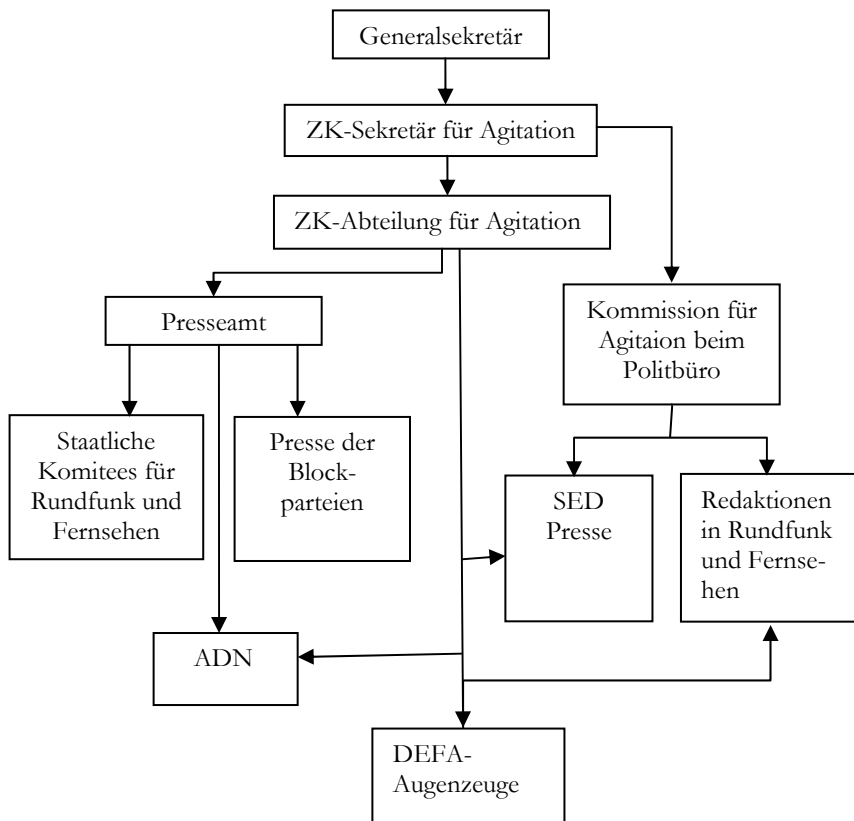 Generalsekretär
ZK-Sekretär für Agitation
ZK-Abteilung für Agitation
Presseamt
Kommission für
Agitaion beim
Politbüro
Staatliche
Komitees für
Rundfunk und
Fernsehen
Presse der
Block-
parteien
SED
Presse
Redaktionen
in Rundfunk
und Fernse-
hen
ADN
DEFA-
Augenzeuge